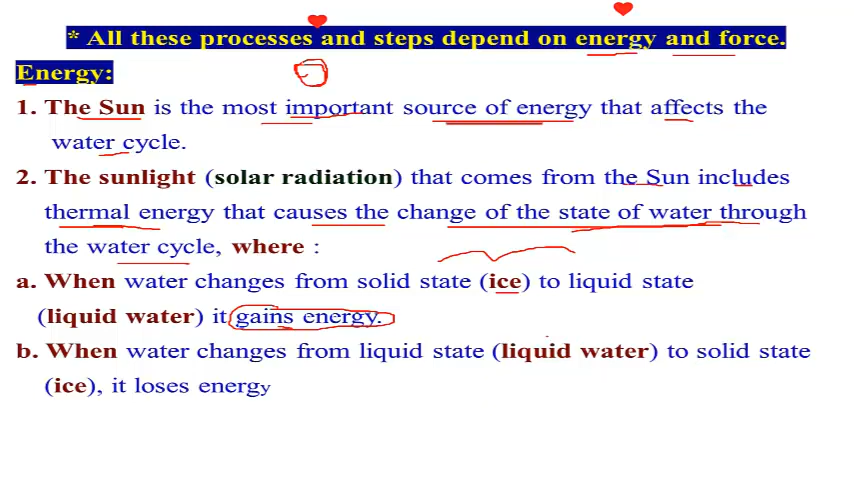 * All these processes and steps depend on energy and force.
Energy:
1. The Sun is the most important source of energy that affects the
water cycle.
2. The sunlight (solar radiation) that comes from the Sun includes
thermal energy that causes the change of the state of water through
the water cycle, where :
a. When water changes from solid state (ice) to liquid state
(liquid water) it gains energy.
b. When water changes from liquid state (liquid water) to solid state
(ice), it loses energy